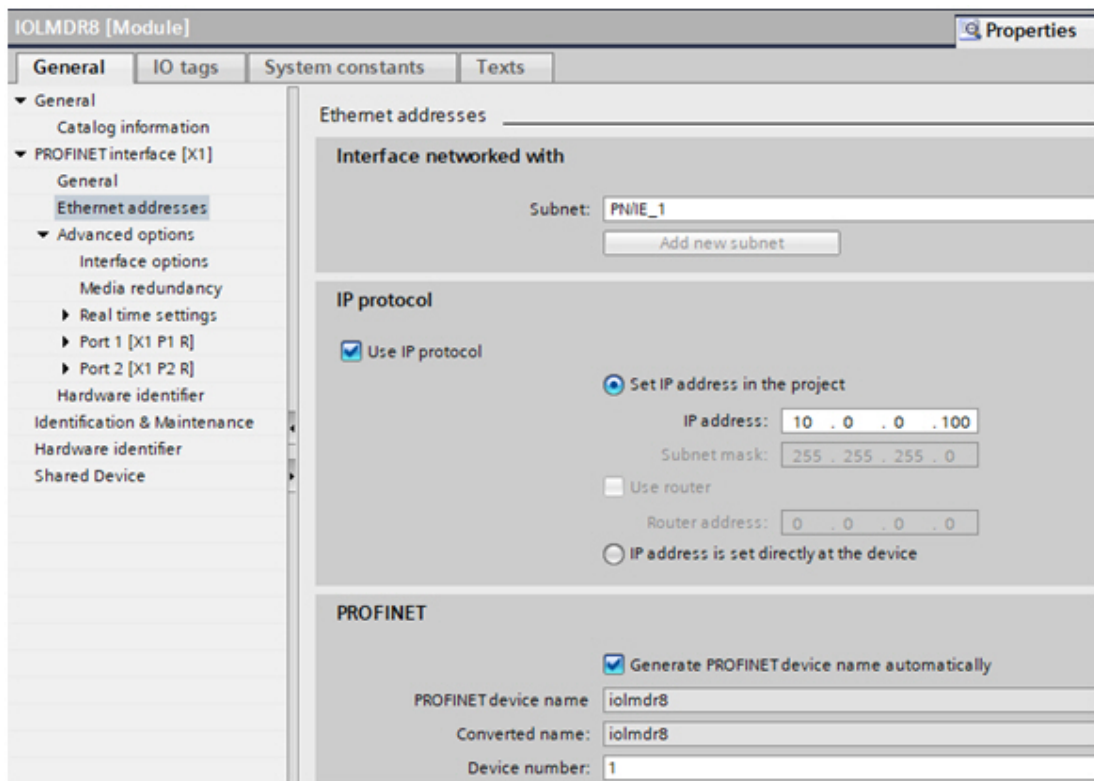 IOLMDR8 [Module]
Properties
General
IO tags
System constants
Texts
General
Catalog information
PROFINET interface [X1]
General
Ethernet addresses
Advanced options
Interface options
Media redundancy
Real time settings
Port 1 [X1 P1 R]
Port 2 [X1 P2 R]
Hardware identifier
Identification & Maintenance
Hardware identifier
Shared Device
Ethernet addresses
Interface networked with
Subnet: PN/IE_1
Add new subnet
IP protocol
Use IP protocol
Set IP address in the project
IP address: 10 . 0 . 0 . 100
Subnet mask: 255 . 255 . 255 . 0
Use router
Router address: 0 . 0 . 0 . 0
IP address is set directly at the device
PROFINET
Generate PROFINET device name automatically
PROFINET device name iolmdr8
Converted name: iolmdr8
Device number: 1